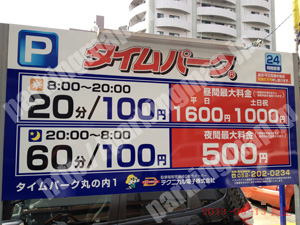 P タイムパーク。 24
8:00~20:00
20分/100円
昼間最大料金
平日 土日祝
1600円 1000円
20:00~8:00
60分/100円
夜間最大料金
500円
タイムパーク丸の内1
テクニカル電子株式会社
052-202-0234